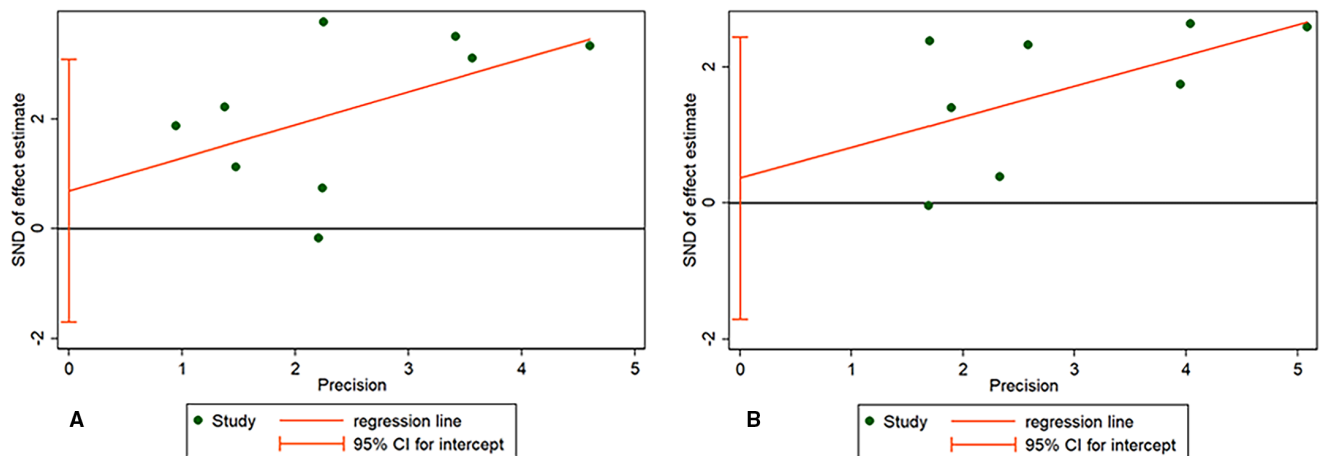 SND of effect estimate
2
0
-2
0 1 2 3 4 5
Precision
A
Study regression line
95% CI for intercept
SND of effect estimate
2
0
-2
0 1 2 3 4 5
Precision
B
Study regression line
95% CI for intercept